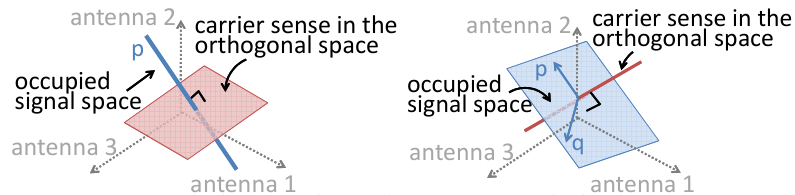 antenna 2
carrier sense in the
orthogonal space
p
occupied
signal space
antenna 3
antenna 1
antenna 2
carrier sense in the
orthogonal space
p
occupied
signal space
q
antenna 3
antenna 1